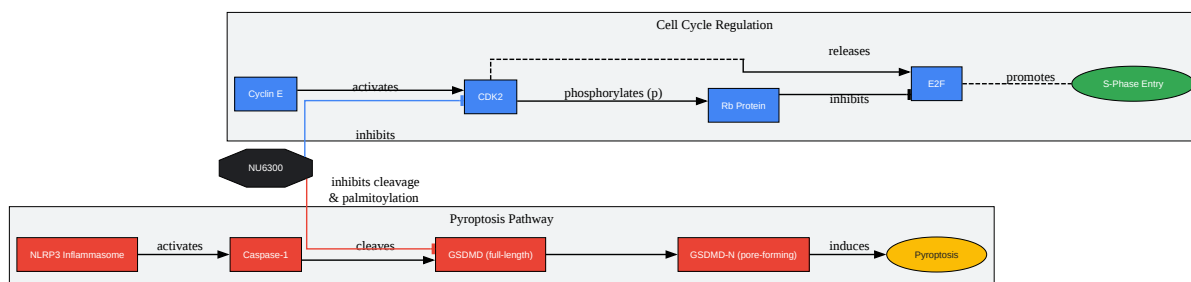 Cell Cycle Regulation
releases
Cyclin E
activates
CDK2
phosphorylates (p)
Rb Protein
inhibits
E2F
promotes
S-Phase Entry
inhibits
NU6300
inhibits cleavage
& palmitoylation
Pyroptosis Pathway
NLRP3 Inflammasome
activates
Caspase-1
cleaves
GSDMD (full-length)
GSDMD-N (pore-forming)
induces
Pyroptosis